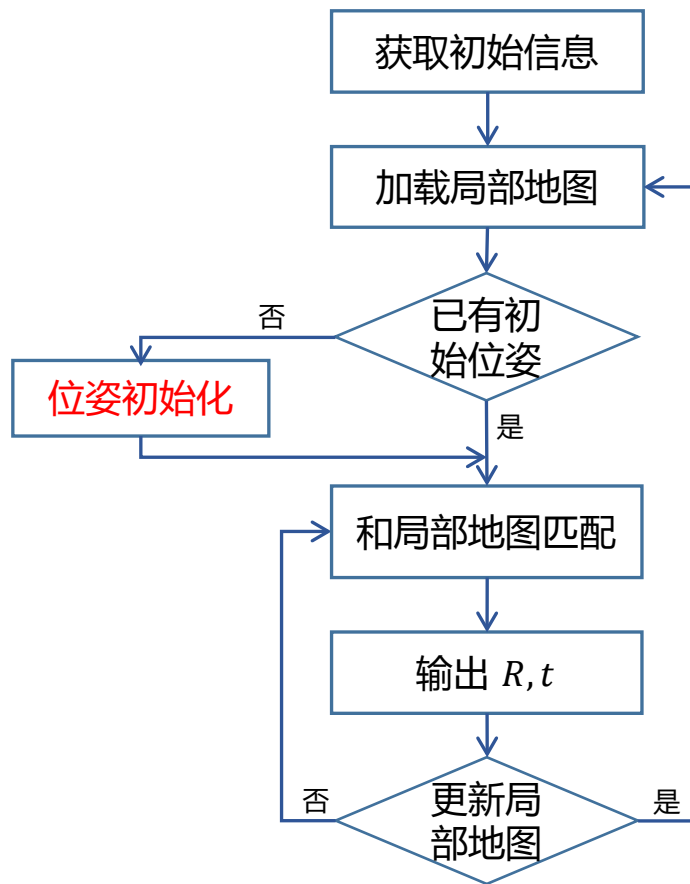 获取初始信息
加载局部地图
已有初
始位姿
否
位姿初始化
是
和局部地图匹配
输出 R,t
更新局
部地图
否
是